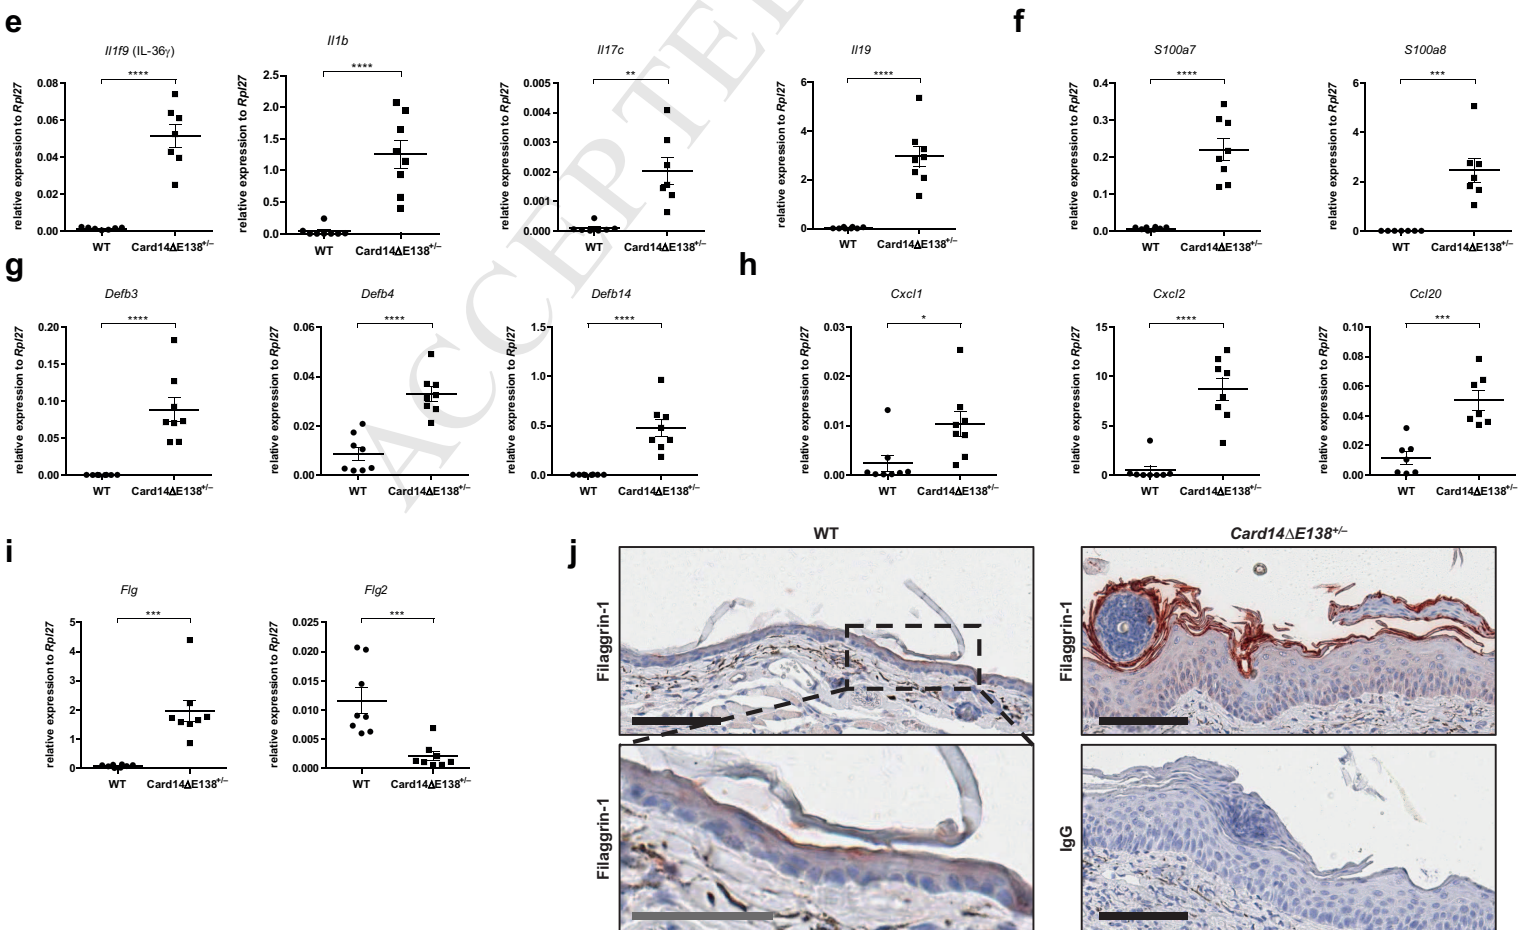 e
Il1f9 (IL-36γ)
****
relative expression to Rpl27
0.08
0.06
0.04
0.02
0.00
WT
Card14ΔE138+/–
Il1b
****
relative expression to Rpl27
2.5
2.0
1.5
1.0
0.5
0.0
WT
Card14ΔE138+/–
Il17c
**
relative expression to Rpl27
0.005
0.004
0.003
0.002
0.001
0.000
WT
Card14ΔE138+/–
Il19
****
relative expression to Rpl27
6
4
2
0
WT
Card14ΔE138+/–
f
S100a7
****
relative expression to Rpl27
0.4
0.3
0.2
0.1
0.0
WT
Card14ΔE138+/–
S100a8
***
relative expression to Rpl27
6
4
2
0
WT
Card14ΔE138+/–
g
Defb3
****
relative expression to Rpl27
0.20
0.15
0.10
0.05
0.00
WT
Card14ΔE138+/–
Defb4
****
relative expression to Rpl27
0.06
0.04
0.02
0.00
WT
Card14ΔE138+/–
Defb14
****
relative expression to Rpl27
1.5
1.0
0.5
0.0
WT
Card14ΔE138+/–
h
Cxcl1
*
relative expression to Rpl27
0.03
0.02
0.01
0.00
WT
Card14ΔE138+/–
Cxcl2
****
relative expression to Rpl27
15
10
5
0
WT
Card14ΔE138+/–
Ccl20
***
relative expression to Rpl27
0.10
0.08
0.06
0.04
0.02
0.00
WT
Card14ΔE138+/–
i
Flg
***
relative expression to Rpl27
5
4
3
2
1
0
WT
Card14ΔE138+/–
Flg2
***
relative expression to Rpl27
0.025
0.020
0.015
0.010
0.005
0.000
WT
Card14ΔE138+/–
j
WT
Card14ΔE138+/–
Filaggrin-1
Filaggrin-1
Filaggrin-1
IgG
ACCEPTE